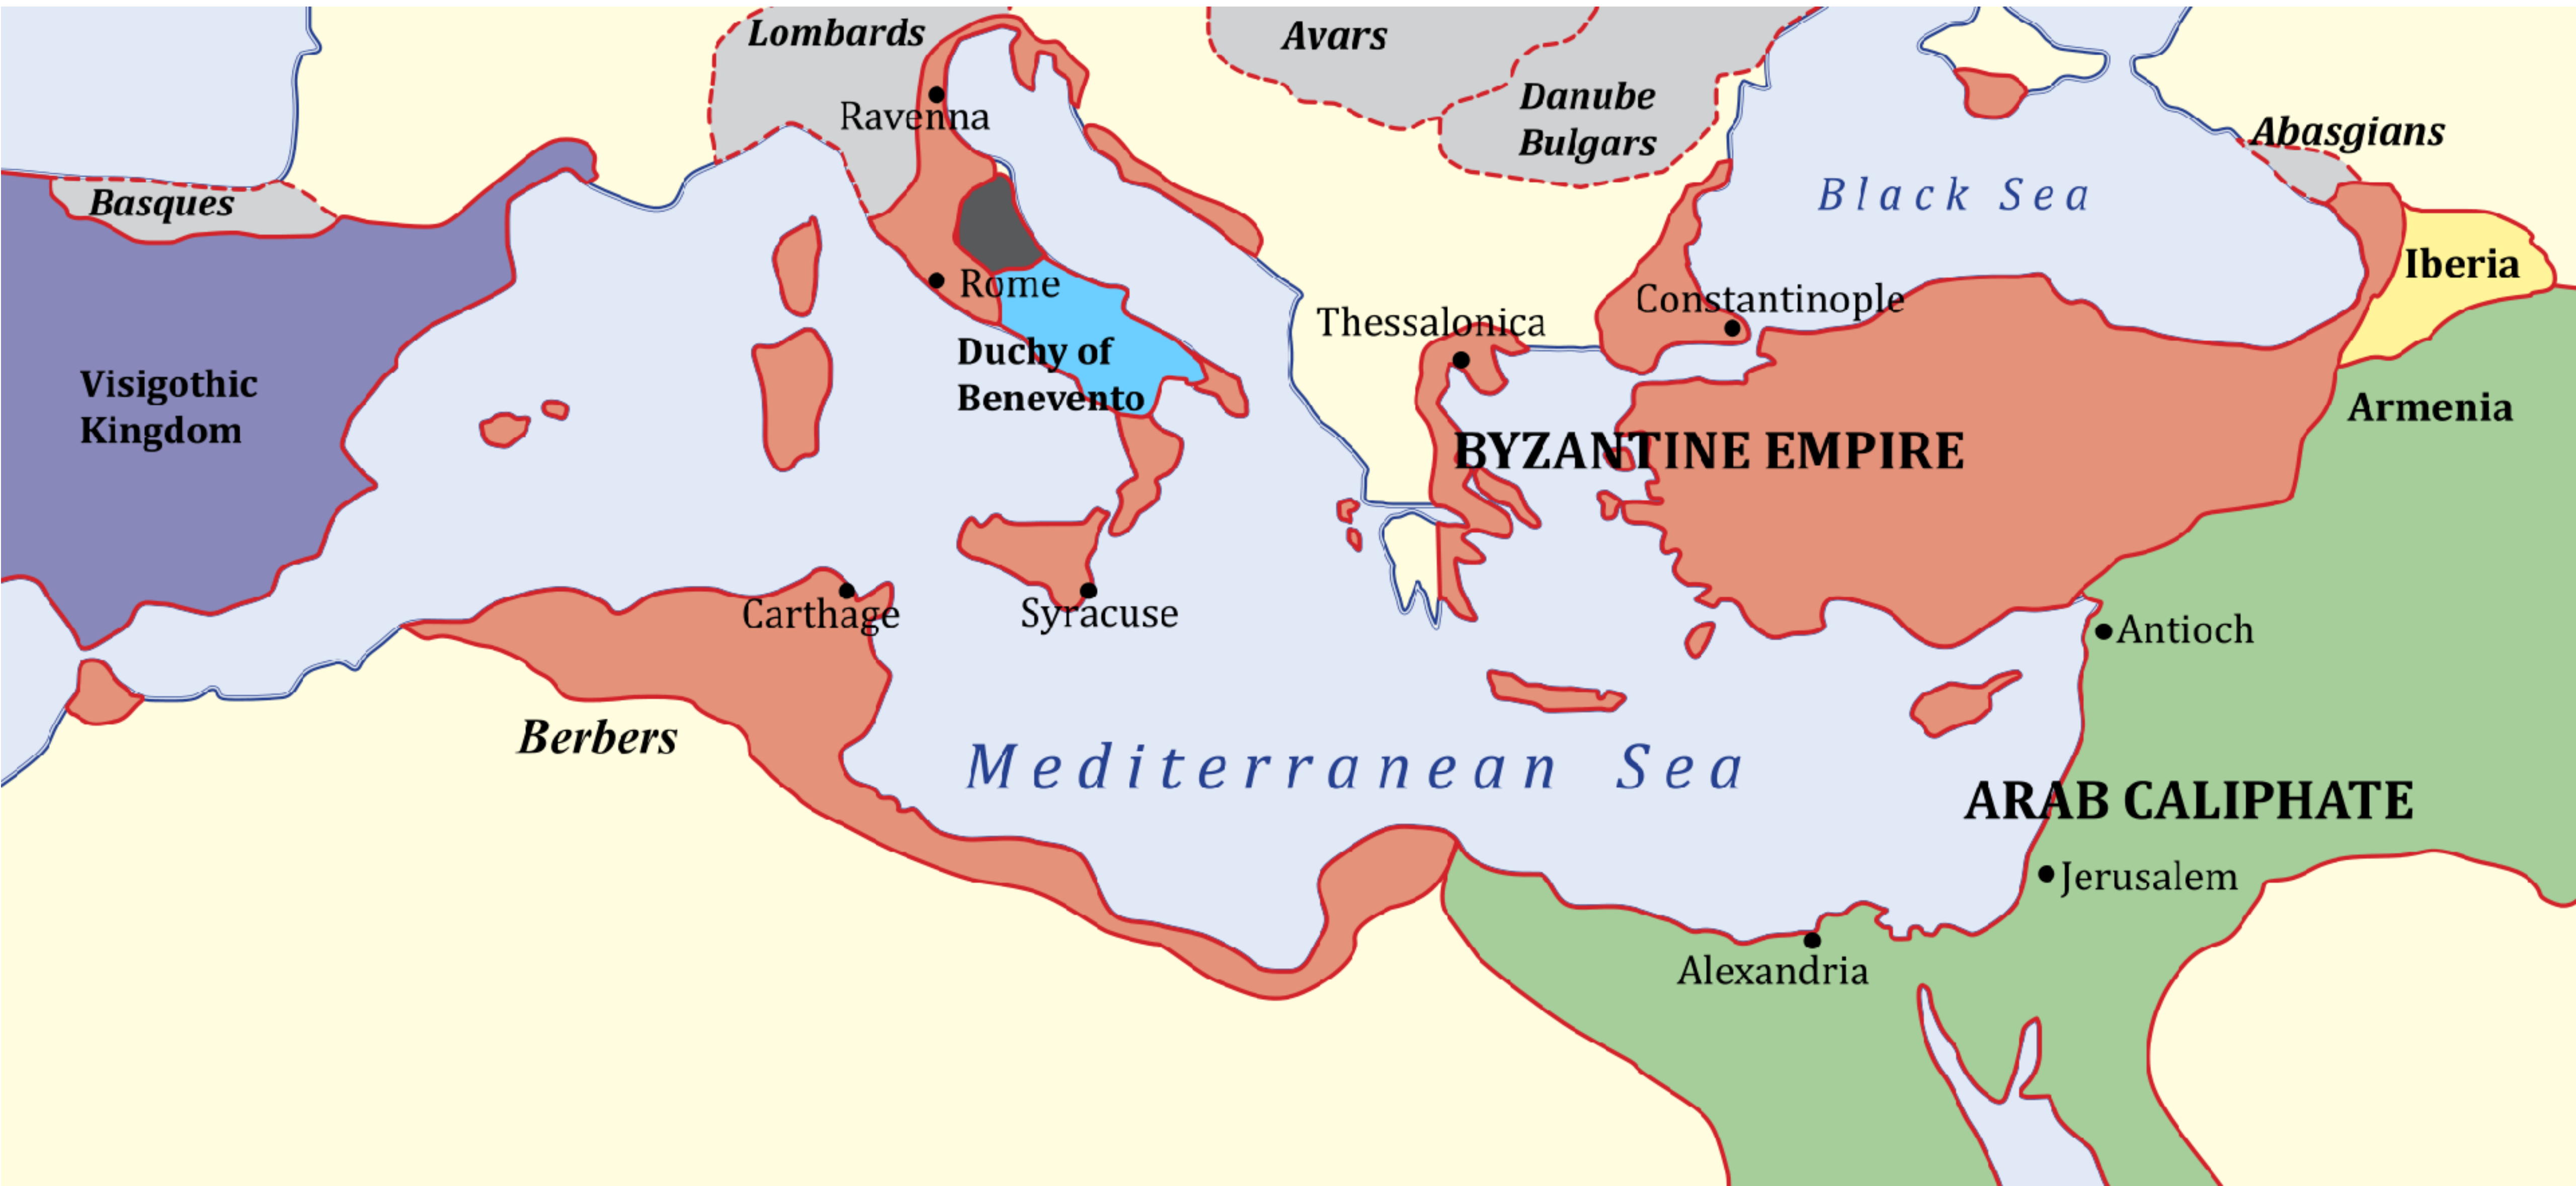 Lombards
Avars
Ravenna
Danube
Bulgars
Abasgians
Basques
Black Sea
Iberia
Rome
Constantinople
Thessalonica
Duchy of
Benevento
Visigothic
Kingdom
Armenia
BYZANTINE EMPIRE
Carthage
Syracuse
Antioch
Berbers
Mediterranean Sea
ARAB CALIPHATE
Jerusalem
Alexandria